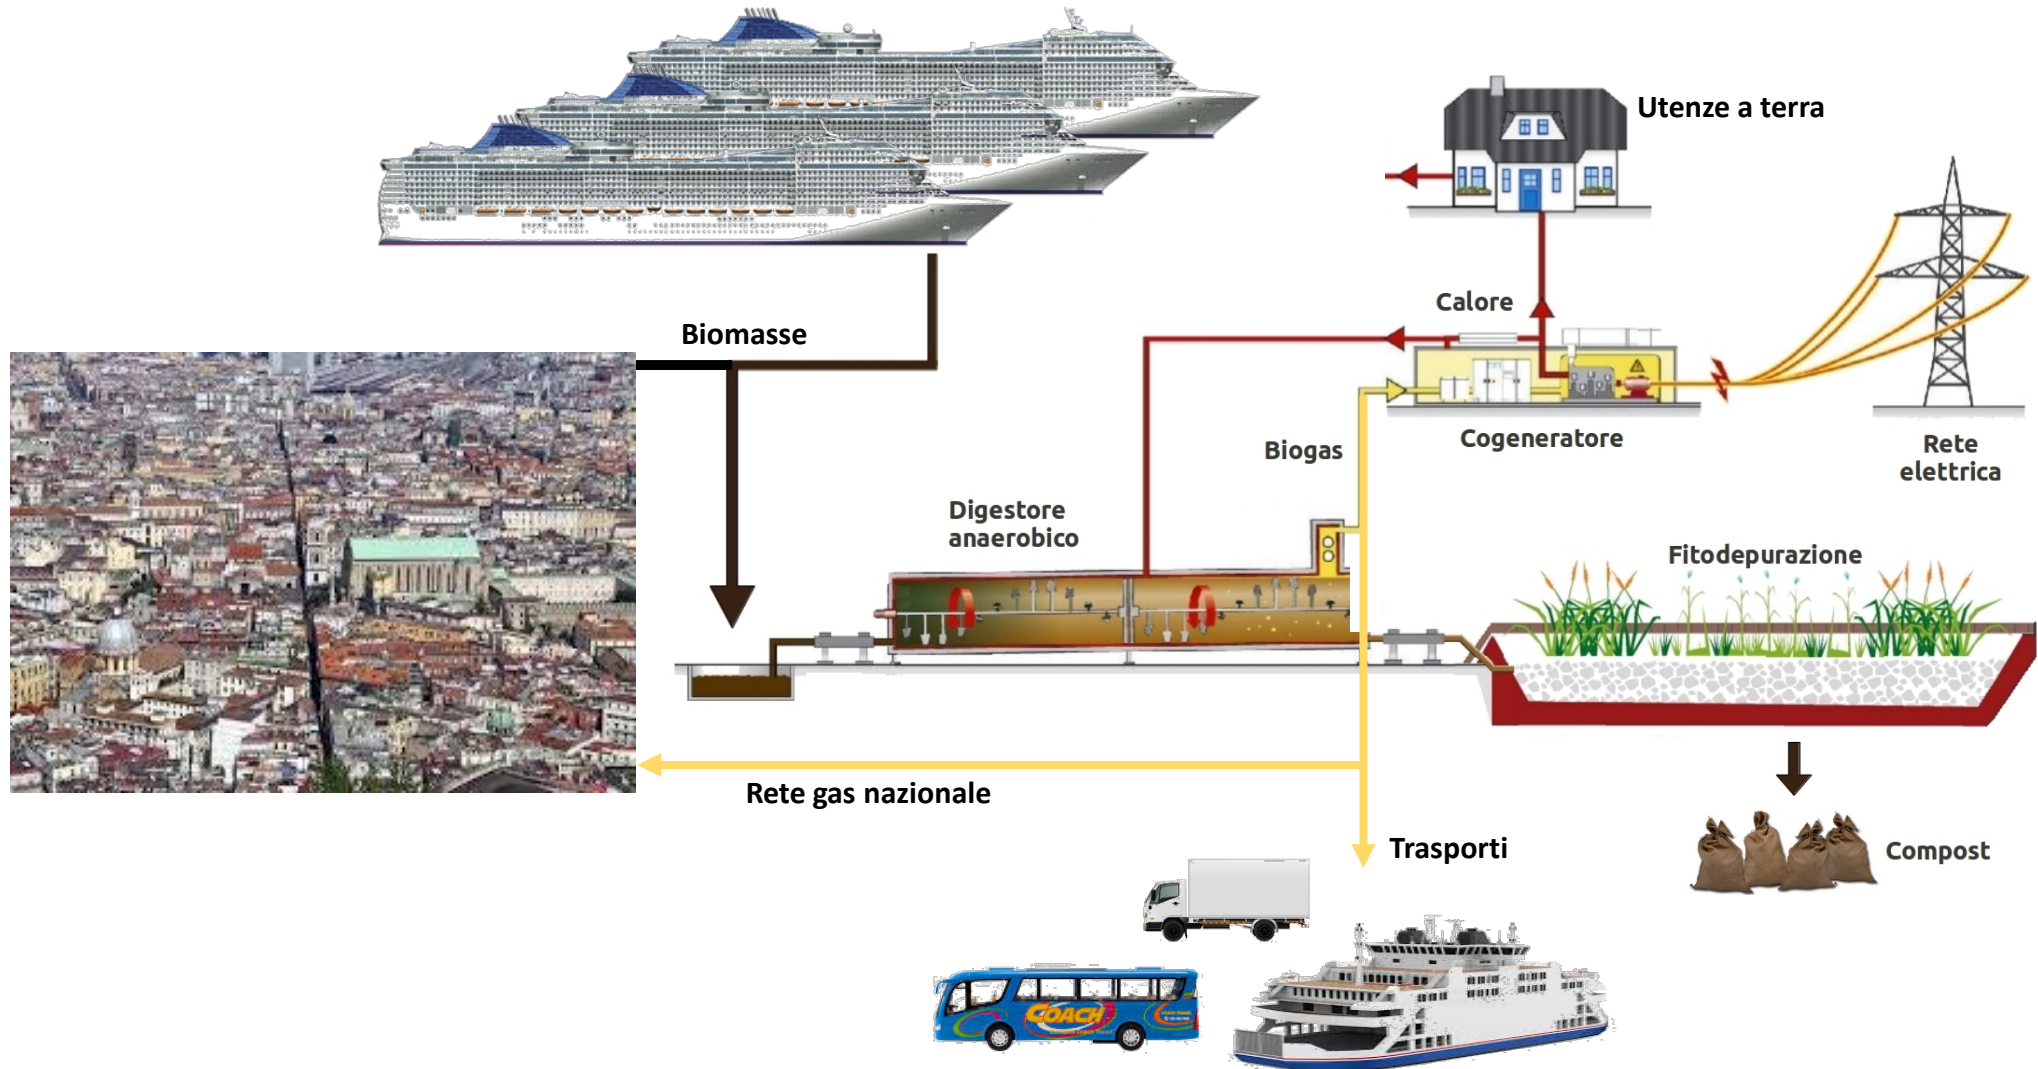 Utenze a terra
Calore
Biomasse
Cogeneratore
Biogas
Rete
elettrica
Digestore
anaerobico
Fitodepurazione
Rete gas nazionale
Trasporti
Compost
COACH